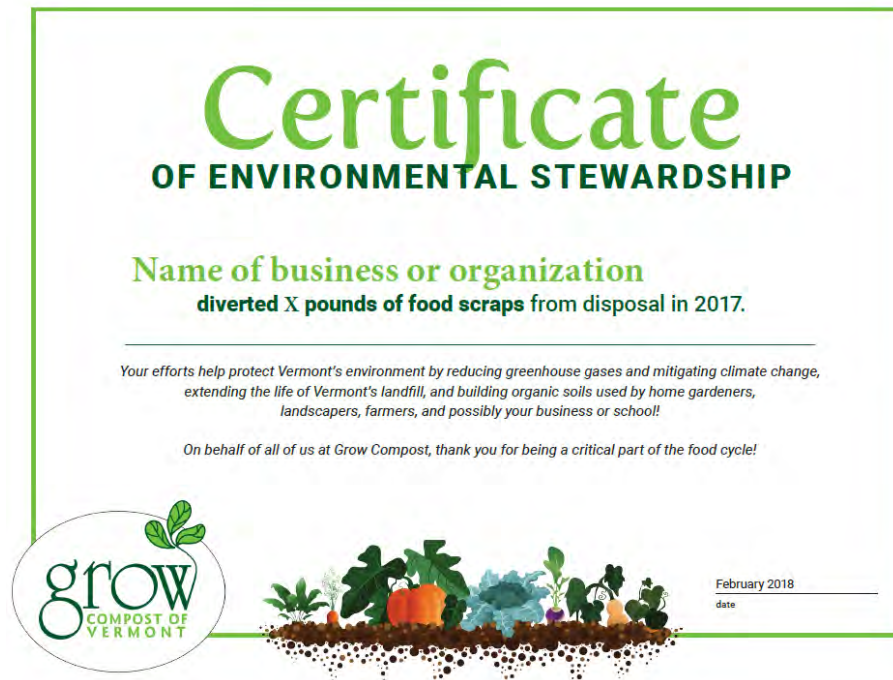 Certificate
OF ENVIRONMENTAL STEWARDSHIP
Name of business or organization
diverted X pounds of food scraps from disposal in 2017.
Your efforts help protect Vermont's environment by reducing greenhouse gases and mitigating climate change,
extending the life of Vermont's landfill, and building organic soils used by home gardeners,
landscapers, farmers, and possibly your business or school!
On behalf of all of us at Grow Compost, thank you for being a critical part of the food cycle!
grow
COMPOST OF
VERMONT
February 2018
date